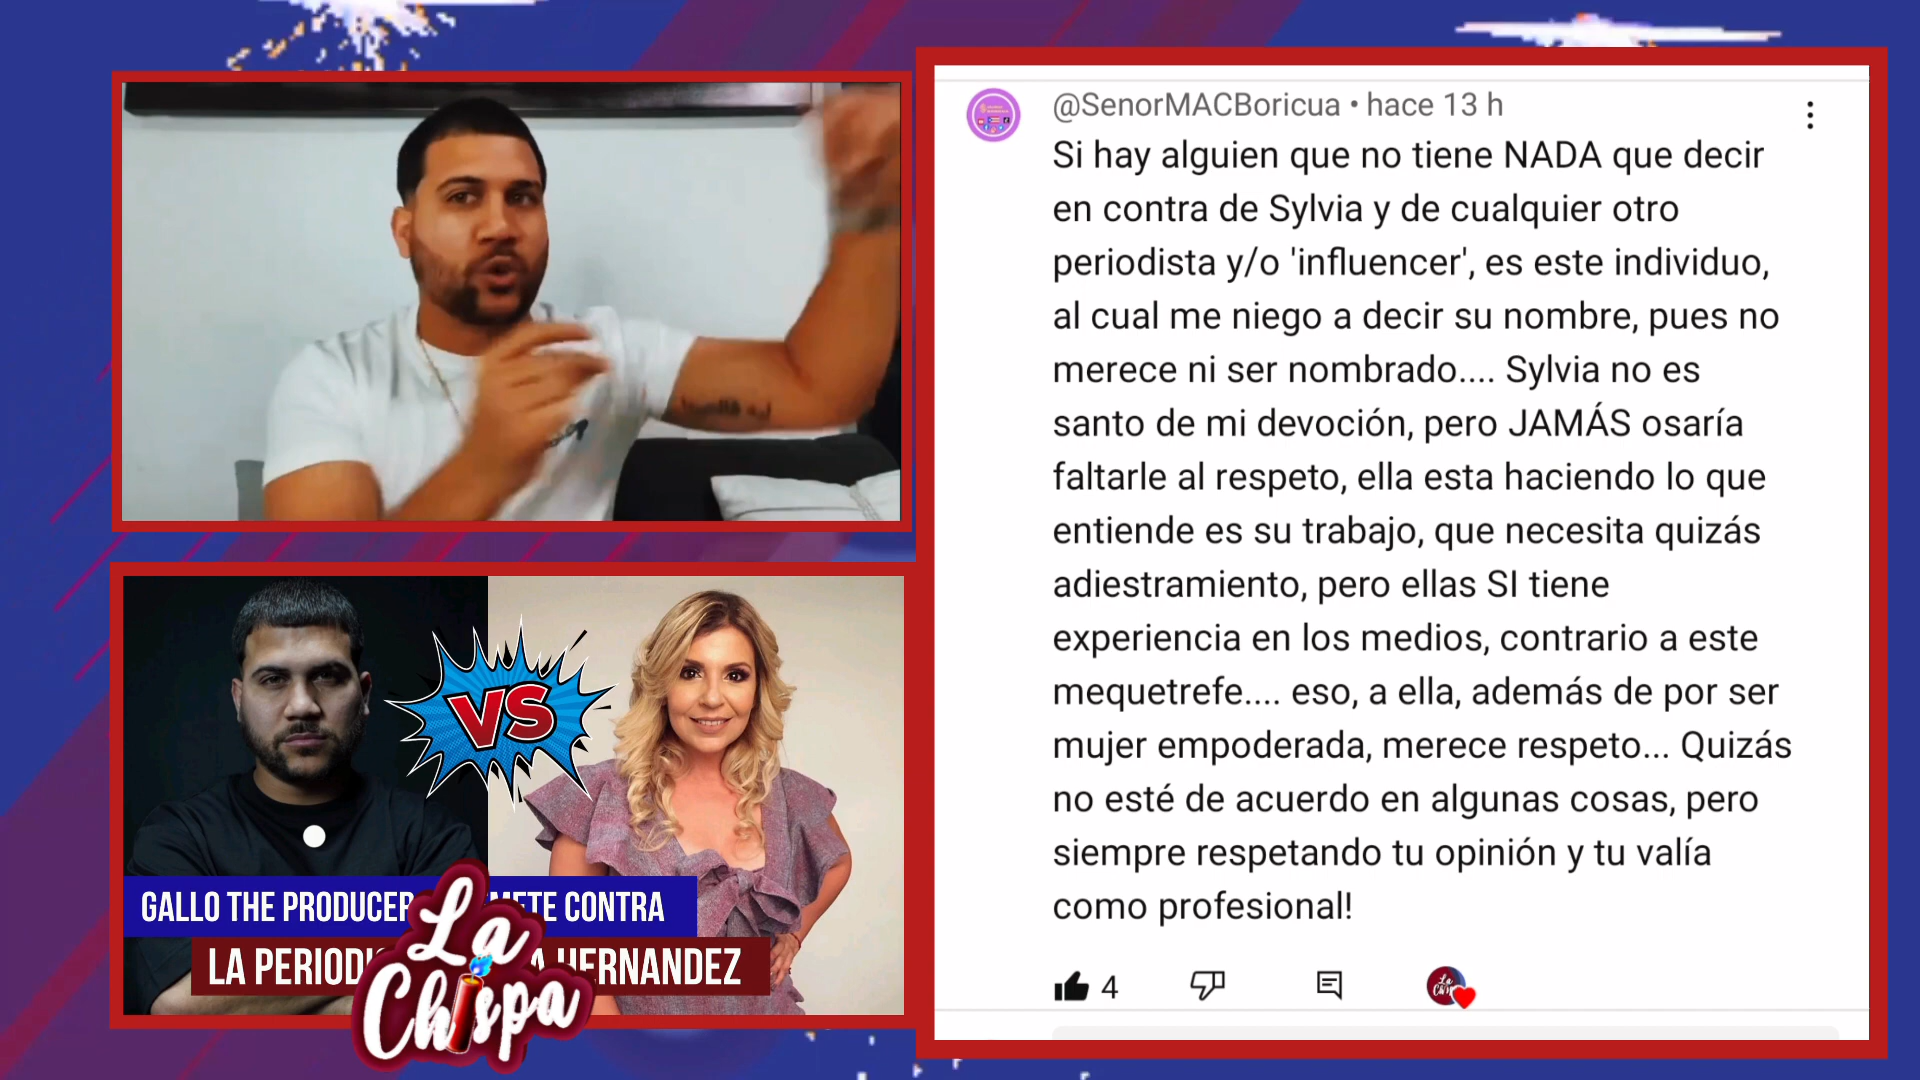 @SenorMACBoricua • hace 13 h
Si hay alguien que no tiene NADA que decir
en contra de Sylvia y de cualquier otro
periodista y/o 'influencer', es este individuo,
al cual me niego a decir su nombre, pues no
merece ni ser nombrado.... Sylvia no es
santo de mi devoción, pero JAMÁS osaría
faltarle al respeto, ella esta haciendo lo que
entiende es su trabajo, que necesita quizás
adiestramiento, pero ellas SI tiene
experiencia en los medios, contrario a este
mequetrefe.... eso, a ella, además de por ser
mujer empoderada, merece respeto... Quizás
no esté de acuerdo en algunas cosas, pero
siempre respetando tu opinión y tu valía
como profesional!
4
VS
GALLO THE PRODUCER CONTRA
LA HERNANDEZ
La
Chispa